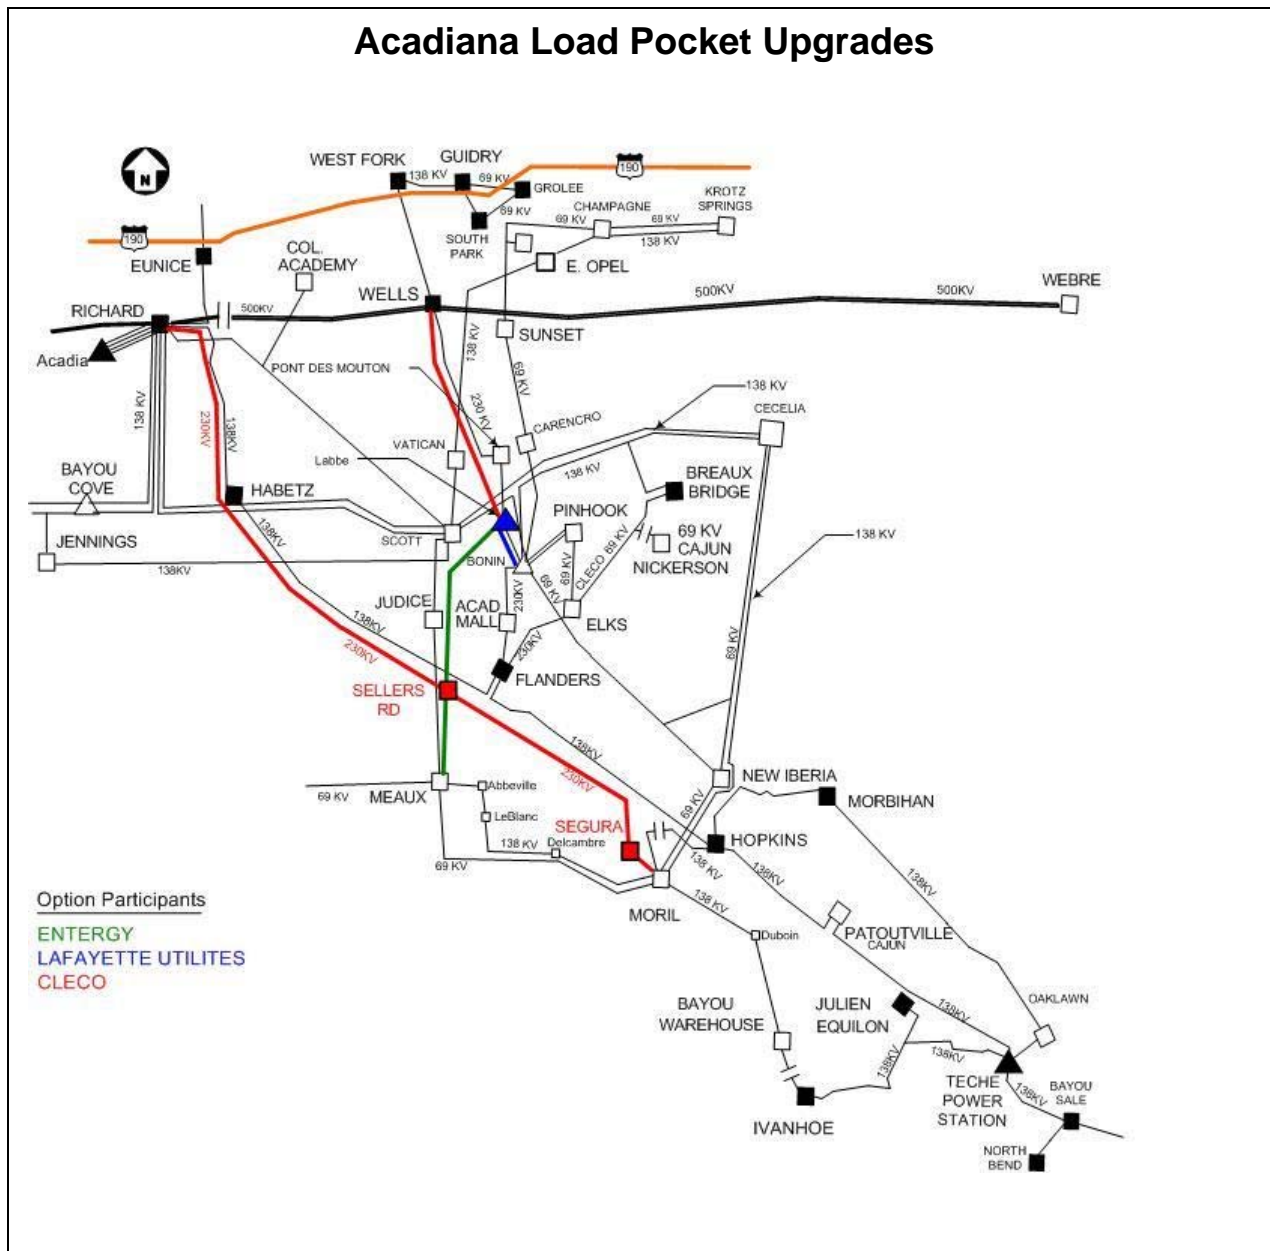 Acadiana Load Pocket Upgrades
N
WEST FORK
GUIDRY
138 KV
69 KV
190
GROLEE
69 KV
SOUTH
PARK
CHAMPAGNE
KROTZ
SPRINGS
69 KV
69 KV
138 KV
190
EUNICE
COL.
ACADEMY
E. OPEL
WEBRE
WELLS
500KV
500KV
RICHARD
500KV
SUNSET
Acadia
138 KV
PONT DES MOUTON
69 KV
138 KV
138 KV
230KV
138KV
230 KV
CECELIA
CARENCRO
VATICAN
Labbe
138 KV
BAYOU
COVE
HABETZ
BREAUX
BRIDGE
PINHOOK
69 KV
CAJUN
NICKERSON
138KV
SCOTT
138 KV
JENNINGS
138KV
BONIN
69 KV
69 KV
CLECO 69 KV
230KV
JUDICE
ACAD
MALL
ELKS
138KV
230KV
230KV
69 KV
FLANDERS
SELLERS
RD
138KV
230KV
NEW IBERIA
69 KV
MEAUX
Abbeville
MORBIHAN
LeBlanc
69 KV
SEGURA
HOPKINS
138 KV
Delcambre
69 KV
138 KV
138KV
138KV
Option Participants
MORIL
138 KV
PATOUTVILLE
CAJUN
ENTERGY
Duboin
LAFAYETTE UTILITES
CLECO
BAYOU
WAREHOUSE
JULIEN
EQUILON
138KV
OAKLAWN
138KV
138KV
TECHE
POWER
STATION
138KV
BAYOU
SALE
IVANHOE
NORTH
BEND